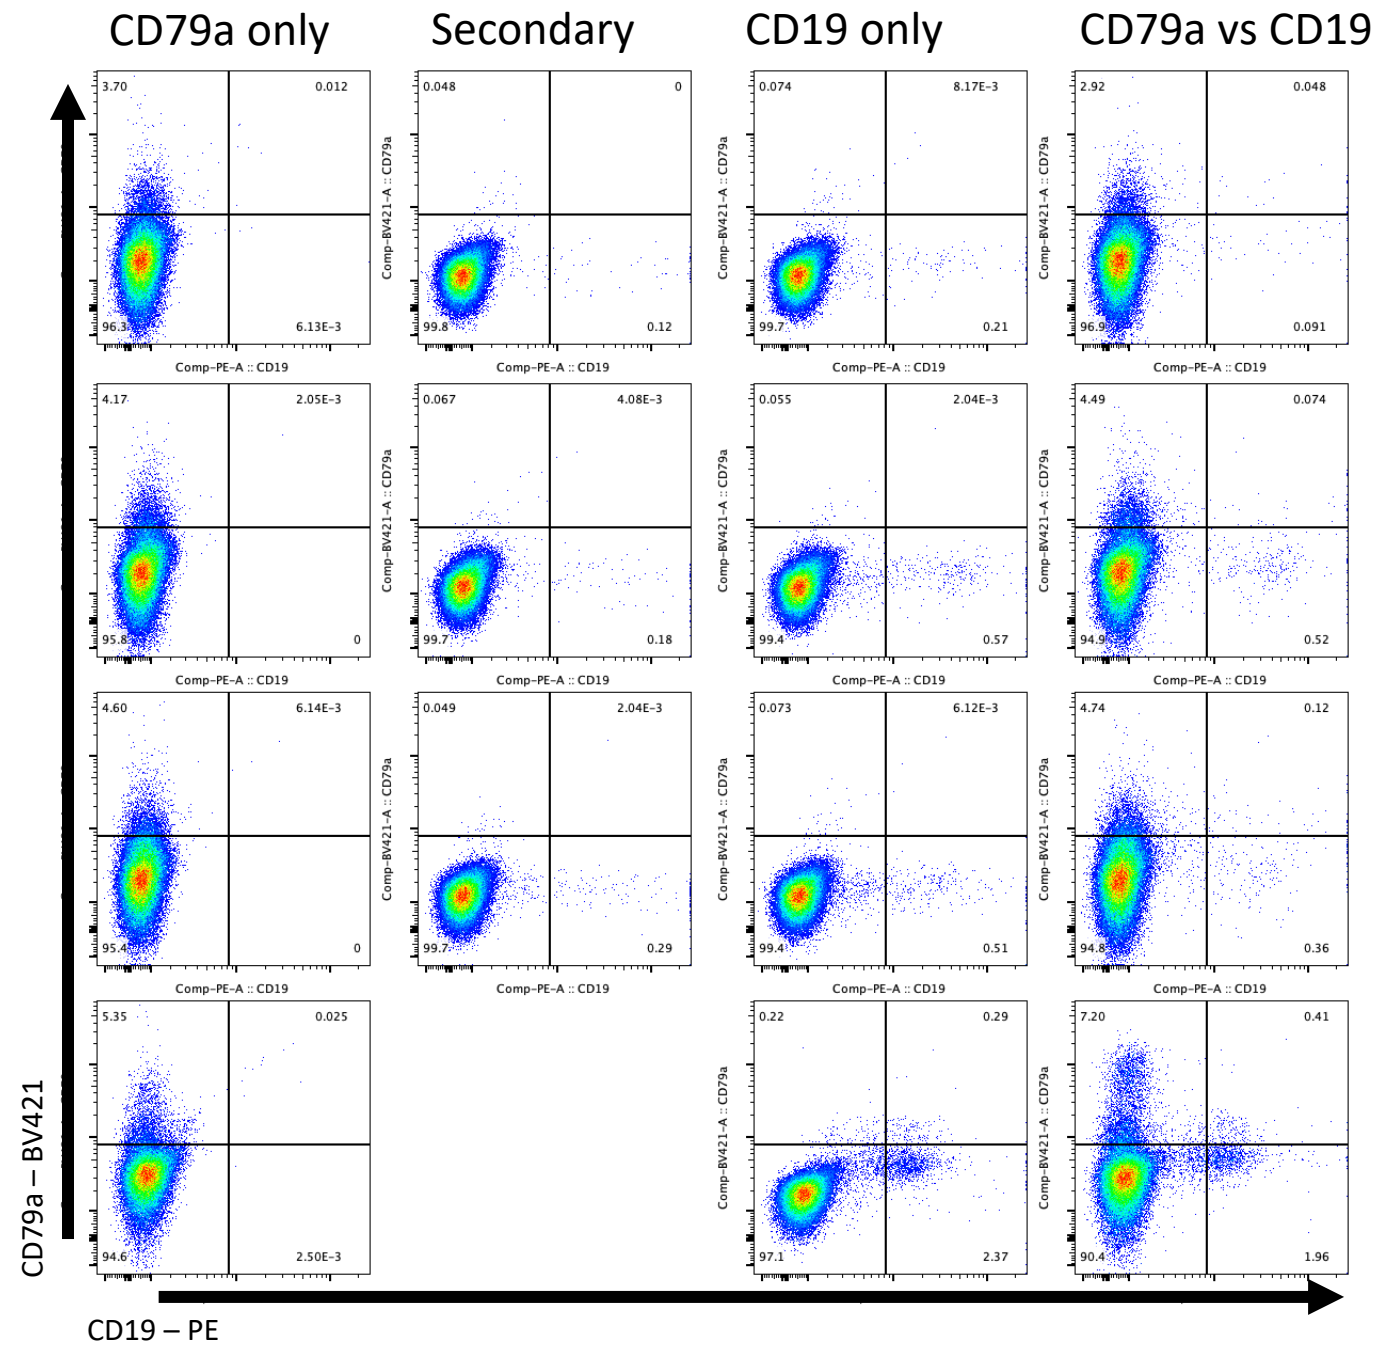 CD79a only Secondary CD19 only CD79a vs CD19
3.70 0.012 0.048 0 0.074 8.17E-3 2.92 0.048
Comp-BV421-A :: CD79a Comp-BV421-A :: CD79a Comp-BV421-A :: CD79a
96.3 6.13E-3 99.8 0.12 99.7 0.21 96.9 0.091
Comp-PE-A :: CD19 Comp-PE-A :: CD19 Comp-PE-A :: CD19 Comp-PE-A :: CD19
4.17 2.05E-3 0.067 4.08E-3 0.055 2.04E-3 4.49 0.074
Comp-BV421-A :: CD79a Comp-BV421-A :: CD79a Comp-BV421-A :: CD79a
95.8 0 99.7 0.18 99.4 0.57 94.9 0.52
Comp-PE-A :: CD19 Comp-PE-A :: CD19 Comp-PE-A :: CD19 Comp-PE-A :: CD19
4.60 6.14E-3 0.049 2.04E-3 0.073 6.12E-3 4.74 0.12
Comp-BV421-A :: CD79a Comp-BV421-A :: CD79a Comp-BV421-A :: CD79a
95.4 0 99.7 0.29 99.4 0.51 94.8 0.36
Comp-PE-A :: CD19 Comp-PE-A :: CD19 Comp-PE-A :: CD19 Comp-PE-A :: CD19
5.35 0.025 0.22 0.29 7.20 0.41
Comp-BV421-A :: CD79a Comp-BV421-A :: CD79a
94.6 2.50E-3 97.1 2.37 90.4 1.96
CD79a – BV421
CD19 – PE